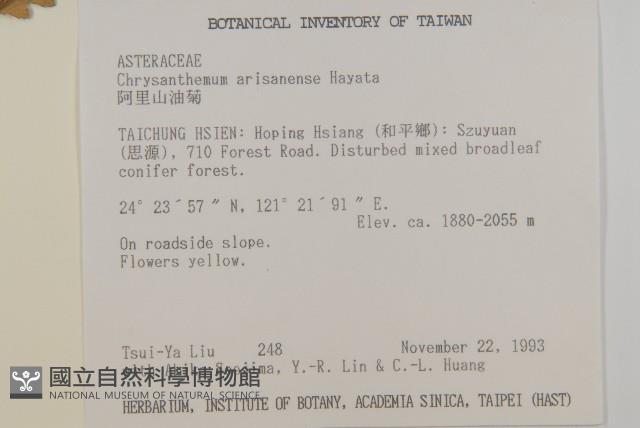 BOTANICAL INVENTORY OF TAIWAN
ASTERACEAE
Chrysanthemum arisanense Hayata
阿里山油菊
TAICHUNG HSIEN: Hoping Hsiang (和平鄉): Szuyuan
(思源), 710 Forest Road. Disturbed mixed broadleaf
conifer forest.
24° 23´57 ″ N, 121° 21´91 ″ E.
Elev. ca. 1880-2055 m
On roadside slope.
Flowers yellow.
Tsui-Ya Liu 248 November 22, 1993
Y.-R. Lin & C.-L. Huang
國立自然科學博物館
NATIONAL MUSEUM OF NATURAL SCIENCE
HERBARIUM, INSTITUTE OF BOTANY, ACADEMIA SINICA, TAIPEI (HAST)